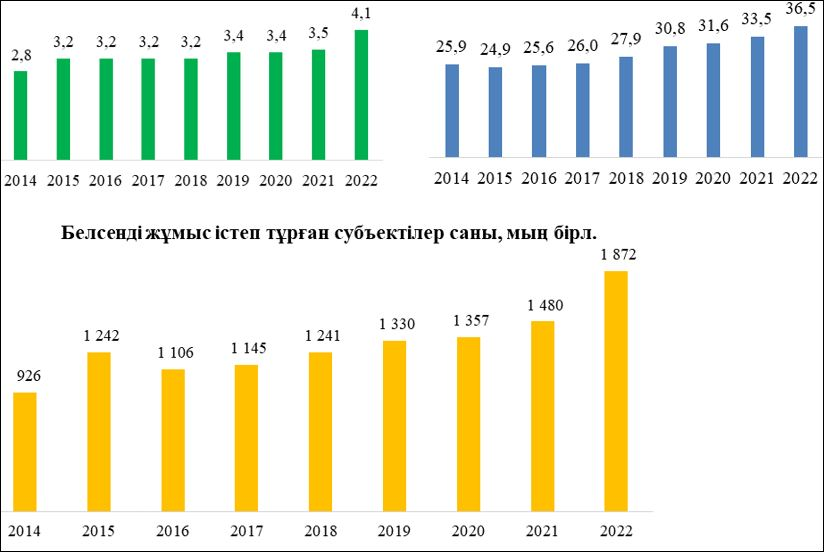 2,8 3,2 3,2 3,2 3,2 3,4 3,4 3,5 4,1
2014 2015 2016 2017 2018 2019 2020 2021 2022
25,9 24,9 25,6 26,0 27,9 30,8 31,6 33,5 36,5
2014 2015 2016 2017 2018 2019 2020 2021 2022
Белсенді жұмыс істеп тұрған субъектілер саны, мың бірл.
926 1 242 1 106 1 145 1 241 1 330 1 357 1 480 1 872
2014 2015 2016 2017 2018 2019 2020 2021 2022